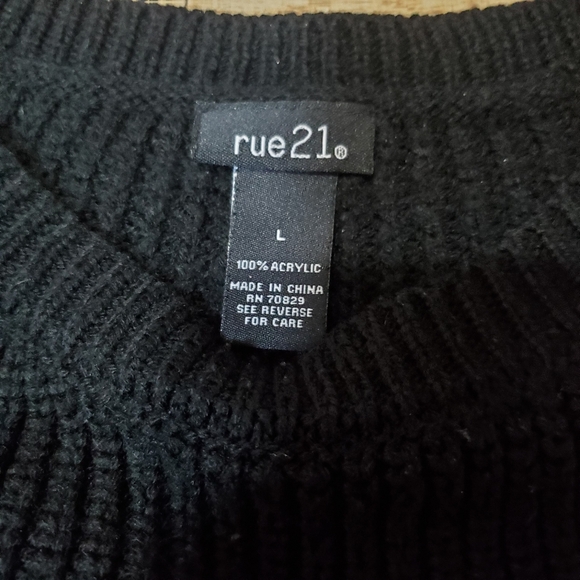 rue21®
L
100% ACRYLIC
MADE IN CHINA
RN 70829
SEE REVERSE
FOR CARE